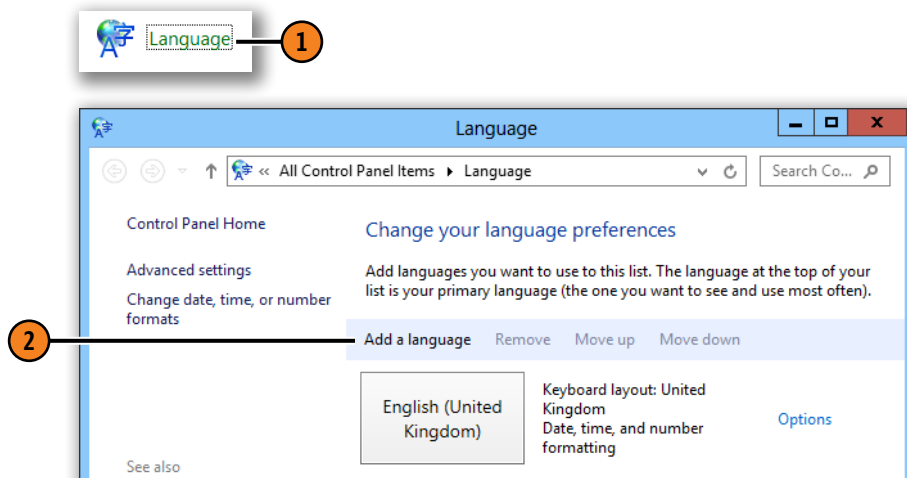 Language
1
Language
« All Control Panel Items Language
Search Co...
Control Panel Home
Advanced settings
Change date, time, or number
formats
See also
Change your language preferences
Add languages you want to use to this list. The language at the top of your
list is your primary language (the one you want to see and use most often).
2
Add a language Remove Move up Move down
English (United
Kingdom)
Keyboard layout: United
Kingdom
Date, time, and number
formatting
Options